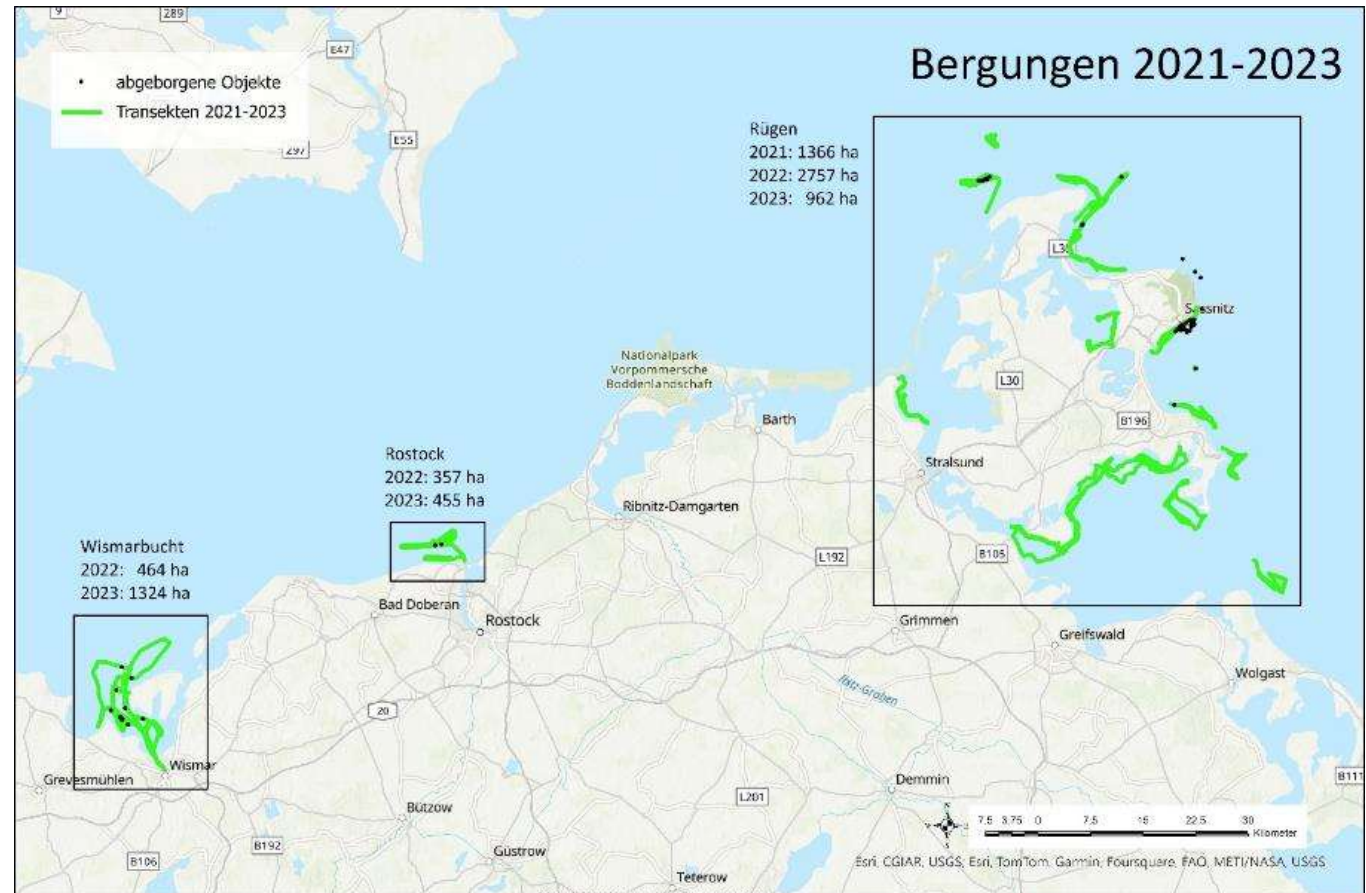 9
289
E47
Bergungen 2021-2023
abgeborgene Objekte
Transekten 2021-2023
297
E55
Rügen
2021: 1366 ha
2022: 2757 ha
2023: 962 ha
Nationalpark
Vorpommersche
Boddenlandschaft
L30
B196
Barth
Stralsund
Rostock
2022: 357 ha
2023: 455 ha
Ribnitz-Damgarten
L192
B105
Wismarbucht
2022: 464 ha
2023: 1324 ha
Bad Doberan
Rostock
Grimmen
Greifswald
Wolgast
20
Wismar
Grevesmühlen
Demmin
B111
L201
Bützow
7.5 3.75 0 7.5 15 22.5 30
Kilometer
B192
B106
Güstrow
Teterow
Esri, CGIAR, USGS, Esri, TomTom, Garmin, Foursquare, FAO, METI/NASA, USGS